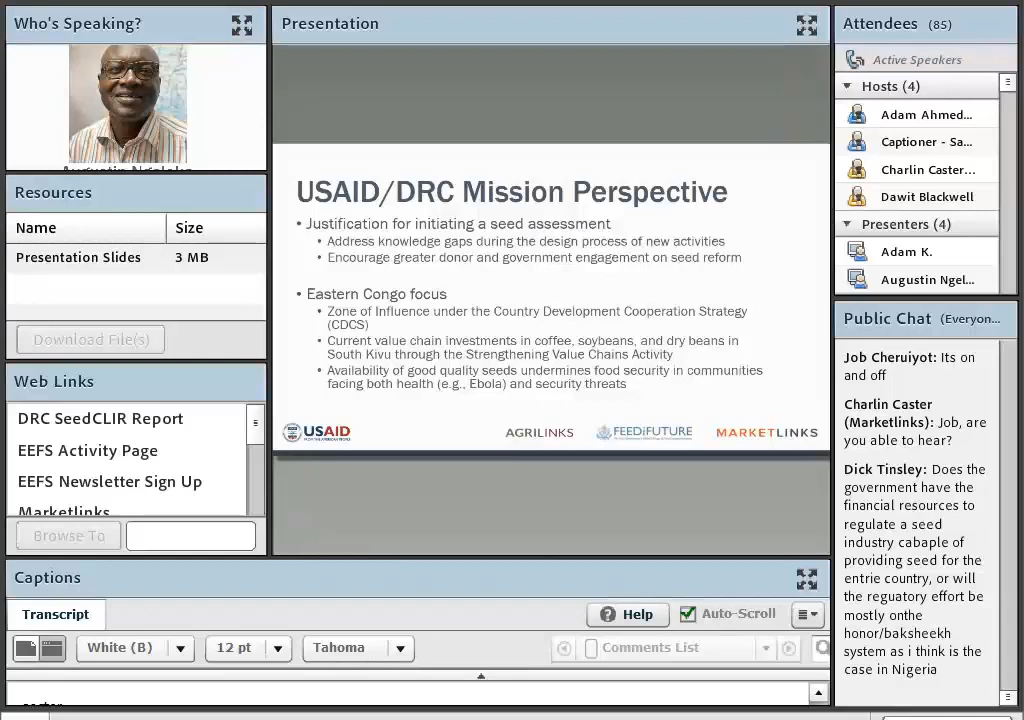 Who's Speaking?
Resources
Name
Size
Presentation Slides
3 MB
Download File(s)
Web Links
DRC SeedCLIR Report
EEFS Activity Page
EEFS Newsletter Sign Up
Marketlinks
Browse To
Presentation
USAID/DRC Mission Perspective
• Justification for initiating a seed assessment
• Address knowledge gaps during the design process of new activities
• Encourage greater donor and government engagement on seed reform
• Eastern Congo focus
• Zone of Influence under the Country Development Cooperation Strategy
(CDCS)
• Current value chain investments in coffee, soybeans, and dry beans in
South Kivu through the Strengthening Value Chains Activity
• Availability of good quality seeds undermines food security in communities
facing both health (e.g., Ebola) and security threats
USAID
FROM THE AMERICAN PEOPLE
AGRILINKS
FEED the FUTURE
MARKETLINKS
Captions
Transcript
Help
Auto-Scroll
White (B)
12 pt
Tahoma
Comments List
Attendees (85)
Active Speakers
Hosts (4)
Adam Ahmed...
Captioner - Sa...
Charlin Caster...
Dawit Blackwell
Presenters (4)
Adam K.
Augustin Ngel...
Public Chat (Everyon...
Job Cheruiyot: Its on
and off
Charlin Caster
(Marketlinks): Job, are
you able to hear?
Dick Tinsley: Does the
government have the
financial resources to
regulate a seed
industry cabaple of
providing seed for the
entrie country, or will
the reguatory effort be
mostly onthe
honor/baksheekh
system as i think is the
case in Nigeria